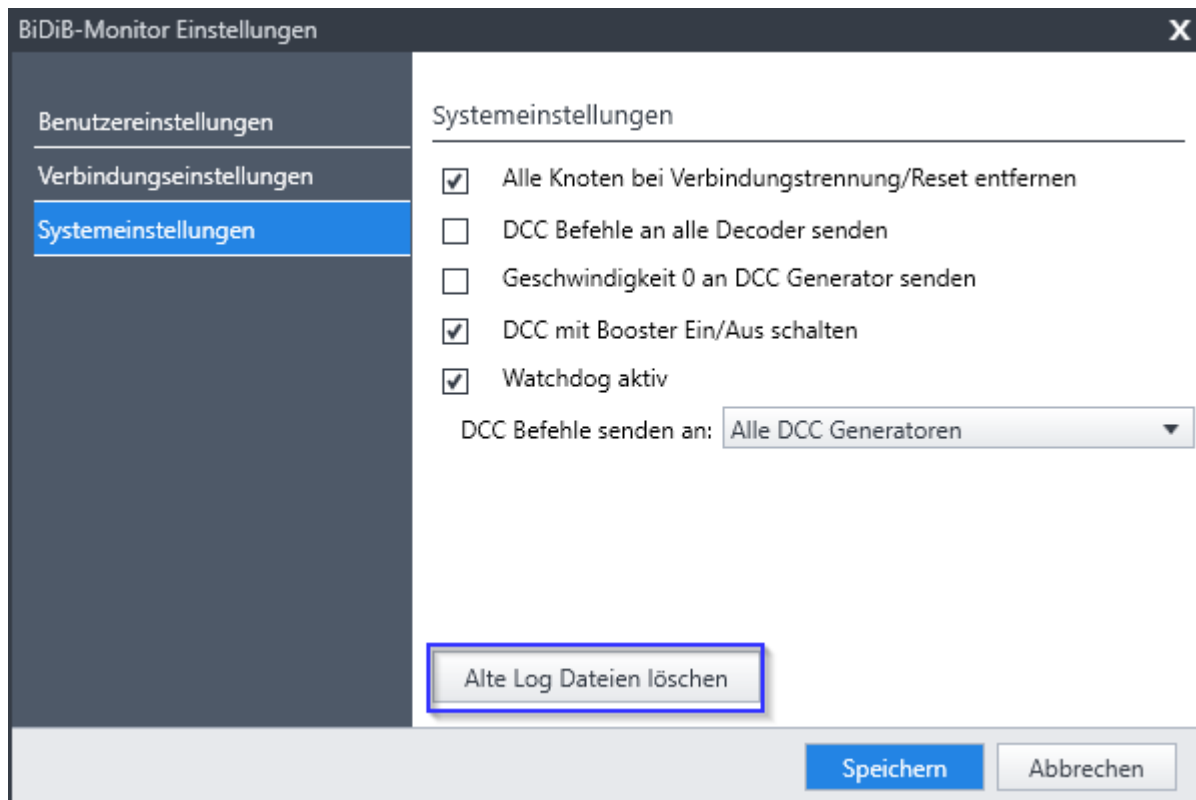 BiDiB-Monitor Einstellungen X
Benutzereinstellungen
Verbindungseinstellungen
Systemeinstellungen
Systemeinstellungen
Alle Knoten bei Verbindungstrennung/Reset entfernen
DCC Befehle an alle Decoder senden
Geschwindigkeit 0 an DCC Generator senden
DCC mit Booster Ein/Aus schalten
Watchdog aktiv
DCC Befehle senden an: Alle DCC Generatoren
Alte Log Dateien löschen
Speichern Abbrechen